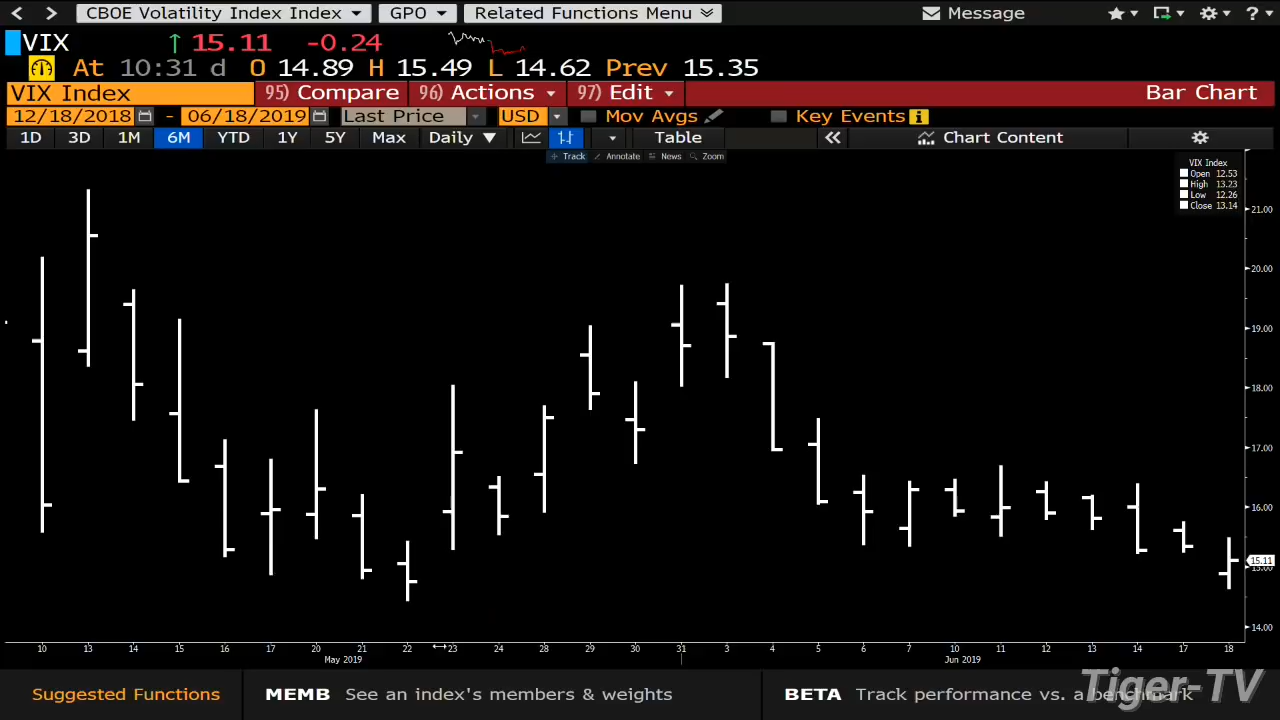 CBOE Volatility Index Index GPO Related Functions Menu Message ?
VIX ↑ 15.11 -0.24
At 10:31 d O 14.89 H 15.49 L 14.62 Prev 15.35
VIX Index 95) Compare 96) Actions 97) Edit Bar Chart
12/18/2018 - 06/18/2019 Last Price USD Mov Avgs Key Events i
1D 3D 1M 6M YTD 1Y 5Y Max Daily ▼ Table « Chart Content
Track Annotate News Zoom
VIX Index
Open 12.53
High 13.23
Low 12.26
Close 13.14
21.00
20.00
19.00
18.00
17.00
16.00
15.11
15.00
14.00
10 13 14 15 16 17 20 21 22 23 24 28 29 30 31 3 4 5 6 7 10 11 12 13 14 17 18
May 2019 Jun 2019
Suggested Functions MEMB See an index's members & weights BETA Track performance vs. a benchmark
Tiger-TV